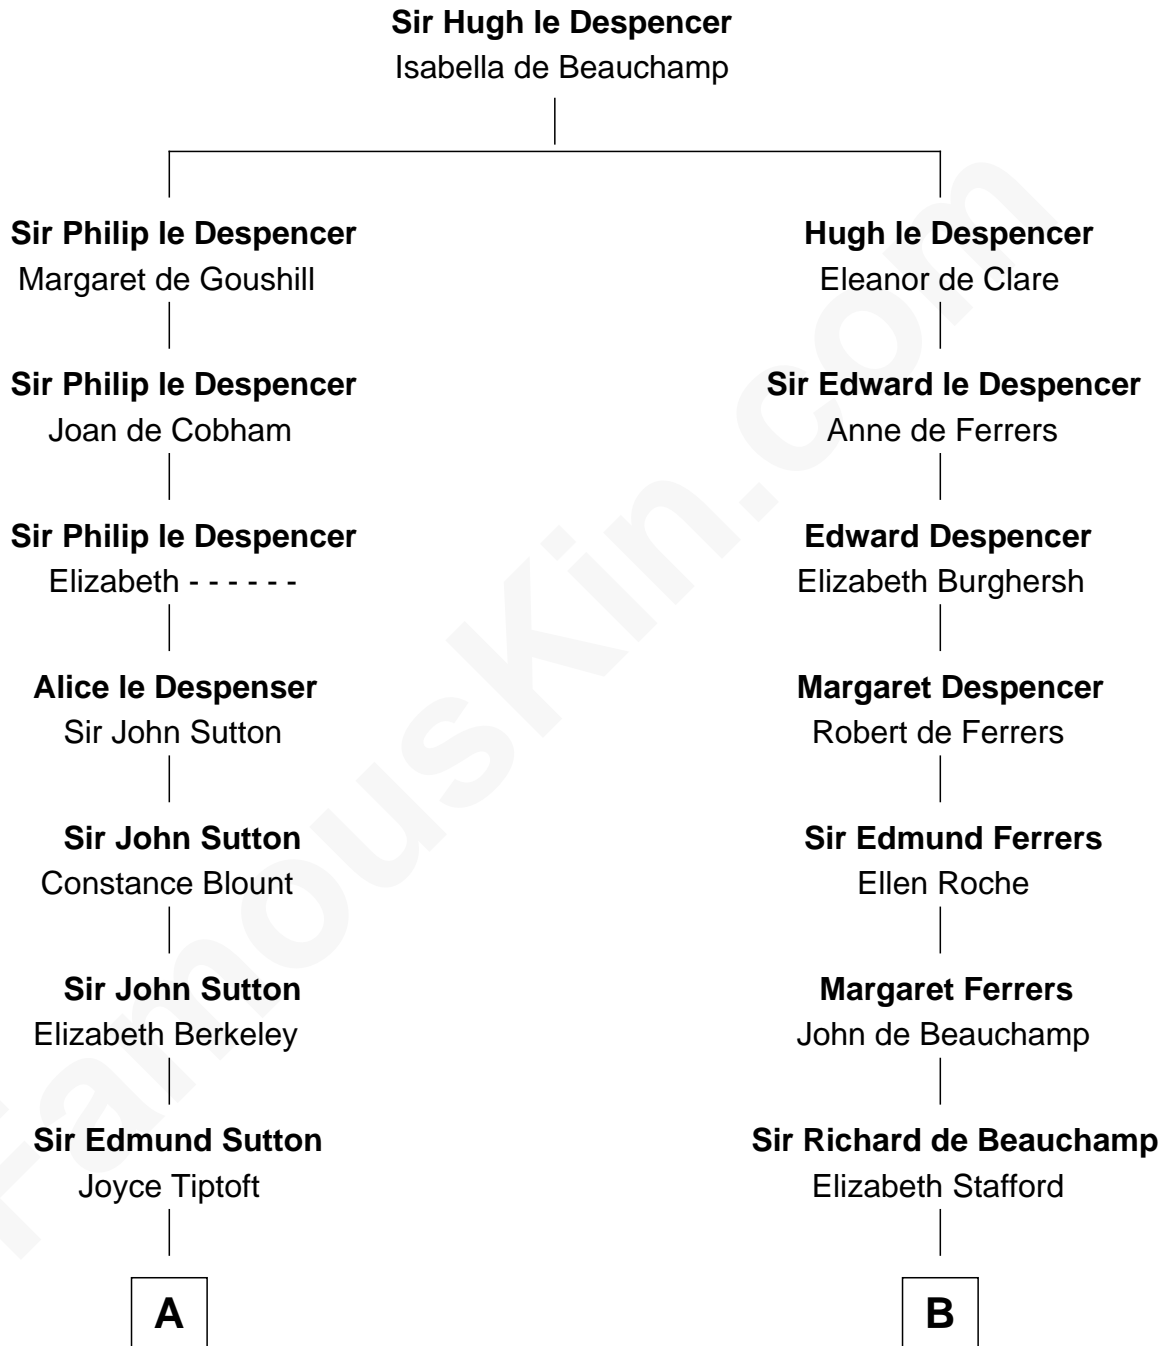 Sir Hugh le Despencer
Isabella de Beauchamp
Sir Philip le Despencer
Margaret de Goushill
Hugh le Despencer
Eleanor de Clare
Sir Philip le Despencer
Joan de Cobham
Sir Edward le Despencer
Anne de Ferrers
Sir Philip le Despencer
Elizabeth - - - - - -
Edward Despencer
Elizabeth Burghersh
Alice le Despenser
Sir John Sutton
Margaret Despencer
Robert de Ferrers
Sir John Sutton
Constance Blount
Sir Edmund Ferrers
Ellen Roche
Sir John Sutton
Elizabeth Berkeley
Margaret Ferrers
John de Beauchamp
Sir Edmund Sutton
Joyce Tiptoft
Sir Richard de Beauchamp
Elizabeth Stafford
A
B
FamousKin.com